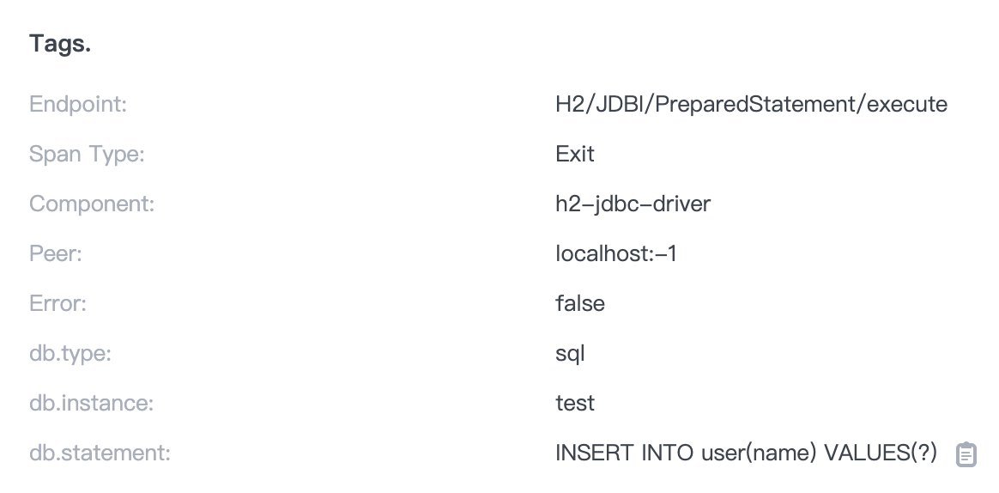 Tags.
Endpoint: H2/JDBI/PreparedStatement/execute
Span Type: Exit
Component: h2-jdbc-driver
Peer: localhost:-1
Error: false
db.type: sql
db.instance: test
db.statement: INSERT INTO user(name) VALUES(?)